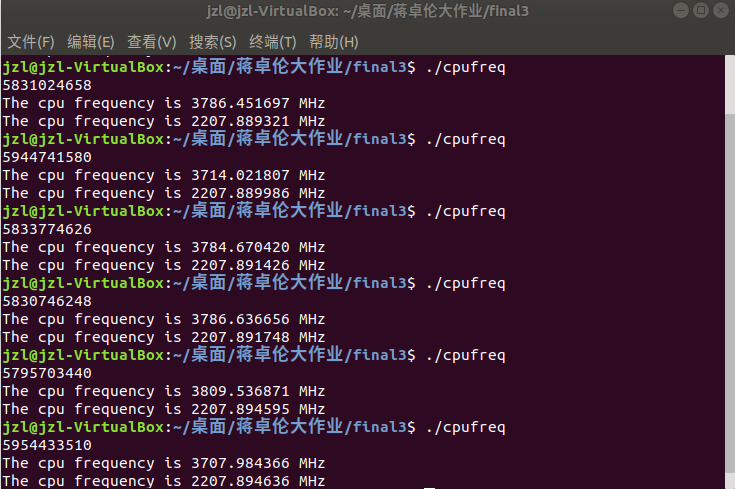 jzl@jzl-VirtualBox: ~/桌面/蒋卓伦大作业/final3
文件(F) 编辑(E) 查看(V) 搜索(S) 终端(T) 帮助(H)
jzl@jzl-VirtualBox:~/桌面/蒋卓伦大作业/final3$ ./cpufreq
5831024658
The cpu frequency is 3786.451697 MHz
The cpu frequency is 2207.889321 MHz
jzl@jzl-VirtualBox:~/桌面/蒋卓伦大作业/final3$ ./cpufreq
5944741580
The cpu frequency is 3714.021807 MHz
The cpu frequency is 2207.889986 MHz
jzl@jzl-VirtualBox:~/桌面/蒋卓伦大作业/final3$ ./cpufreq
5833774626
The cpu frequency is 3784.670420 MHz
The cpu frequency is 2207.891426 MHz
jzl@jzl-VirtualBox:~/桌面/蒋卓伦大作业/final3$ ./cpufreq
5830746248
The cpu frequency is 3786.636656 MHz
The cpu frequency is 2207.891748 MHz
jzl@jzl-VirtualBox:~/桌面/蒋卓伦大作业/final3$ ./cpufreq
5795703440
The cpu frequency is 3809.536871 MHz
The cpu frequency is 2207.894595 MHz
jzl@jzl-VirtualBox:~/桌面/蒋卓伦大作业/final3$ ./cpufreq
5954433510
The cpu frequency is 3707.984366 MHz
The cpu frequency is 2207.894636 MHz